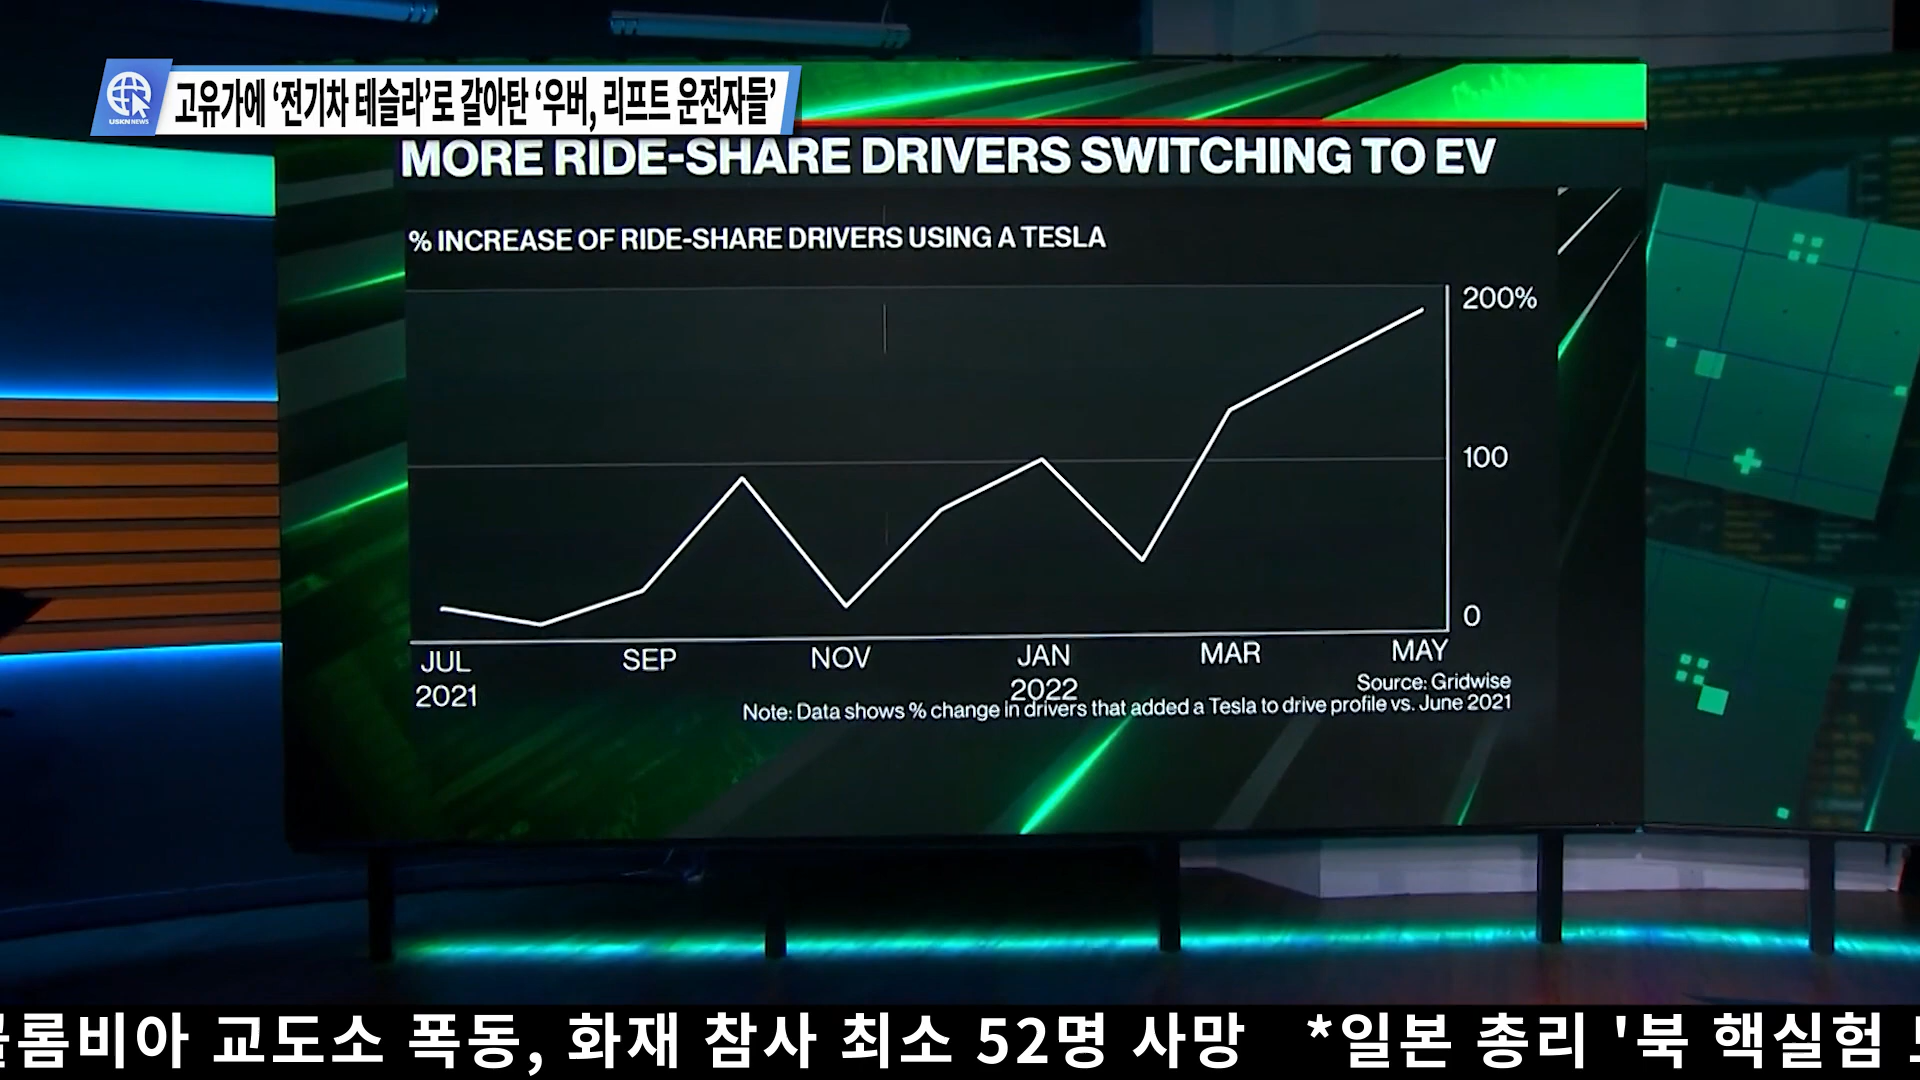 고유가에 ‘전기차 테슬라’로 갈아탄 ‘우버, 리프트 운전자들’
USKN NEWS
MORE RIDE-SHARE DRIVERS SWITCHING TO EV
% INCREASE OF RIDE-SHARE DRIVERS USING A TESLA
200%
100
0
JUL SEP NOV JAN MAR MAY
2021 2022
Source: Gridwise
Note: Data shows % change in drivers that added a Tesla to drive profile vs. June 2021
교도소 폭동, 화재 참사 최소 52명 사망 *일본 총리 '북 핵실험